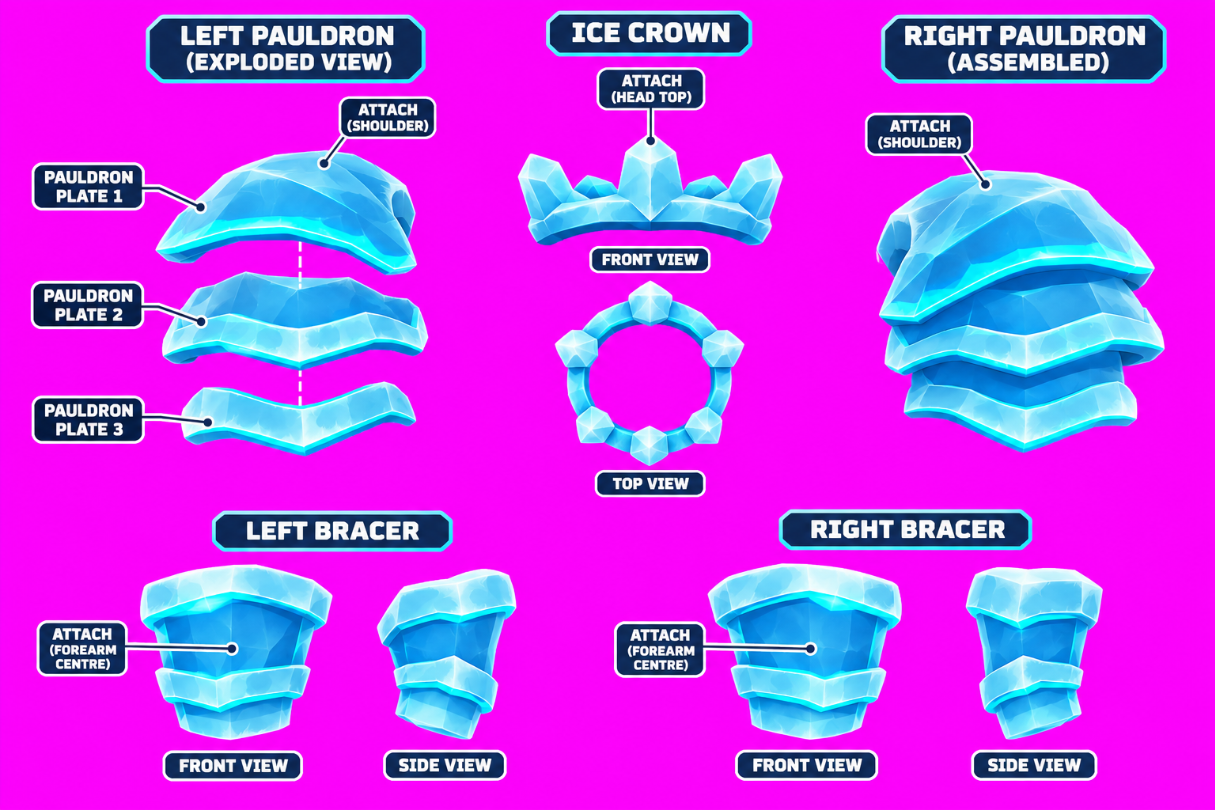 LEFT PAULDRON
(EXPLODED VIEW)
ICE CROWN
RIGHT PAULDRON
(ASSEMBLED)
ATTACH
(SHOULDER)
PAULDRON
PLATE 1
PAULDRON
PLATE 2
PAULDRON
PLATE 3
ATTACH
(HEAD TOP)
FRONT VIEW
TOP VIEW
ATTACH
(SHOULDER)
LEFT BRACER
ATTACH
(FOREARM
CENTRE)
FRONT VIEW
SIDE VIEW
RIGHT BRACER
ATTACH
(FOREARM
CENTRE)
FRONT VIEW
SIDE VIEW